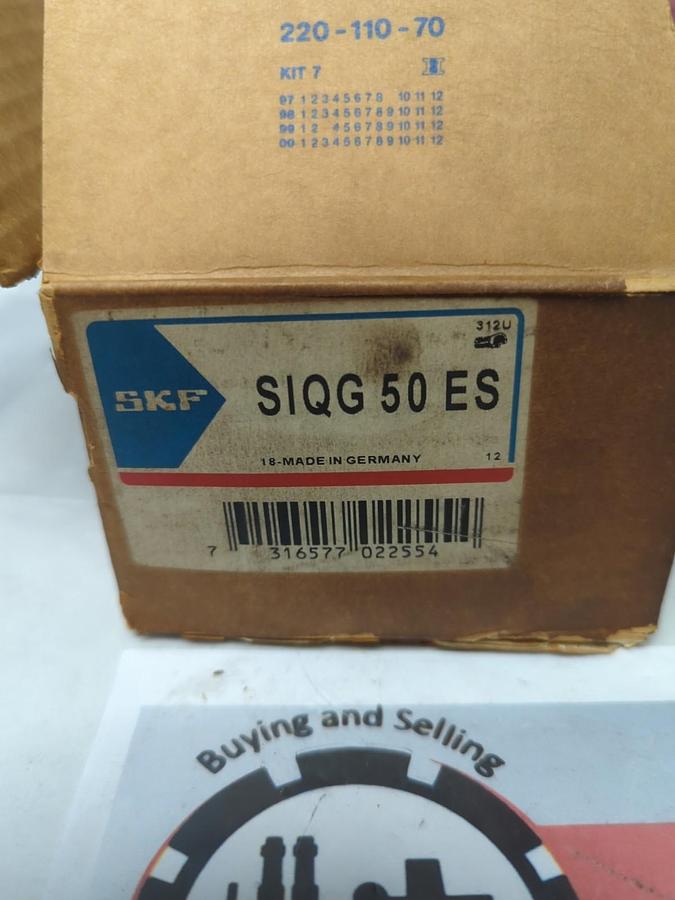 220-110-70
KIT 7
97 1 2 3 4 5 6 7 8 10 11 12
98 1 2 3 4 5 6 7 8 9 10 11 12
99 1 2 4 5 6 7 8 9 10 11 12
00 1 2 3 4 5 6 7 8 9 10 11 12
312U
SKF
SIQG 50 ES
18-MADE IN GERMANY 12
7 316577 022554
Buying and Selling